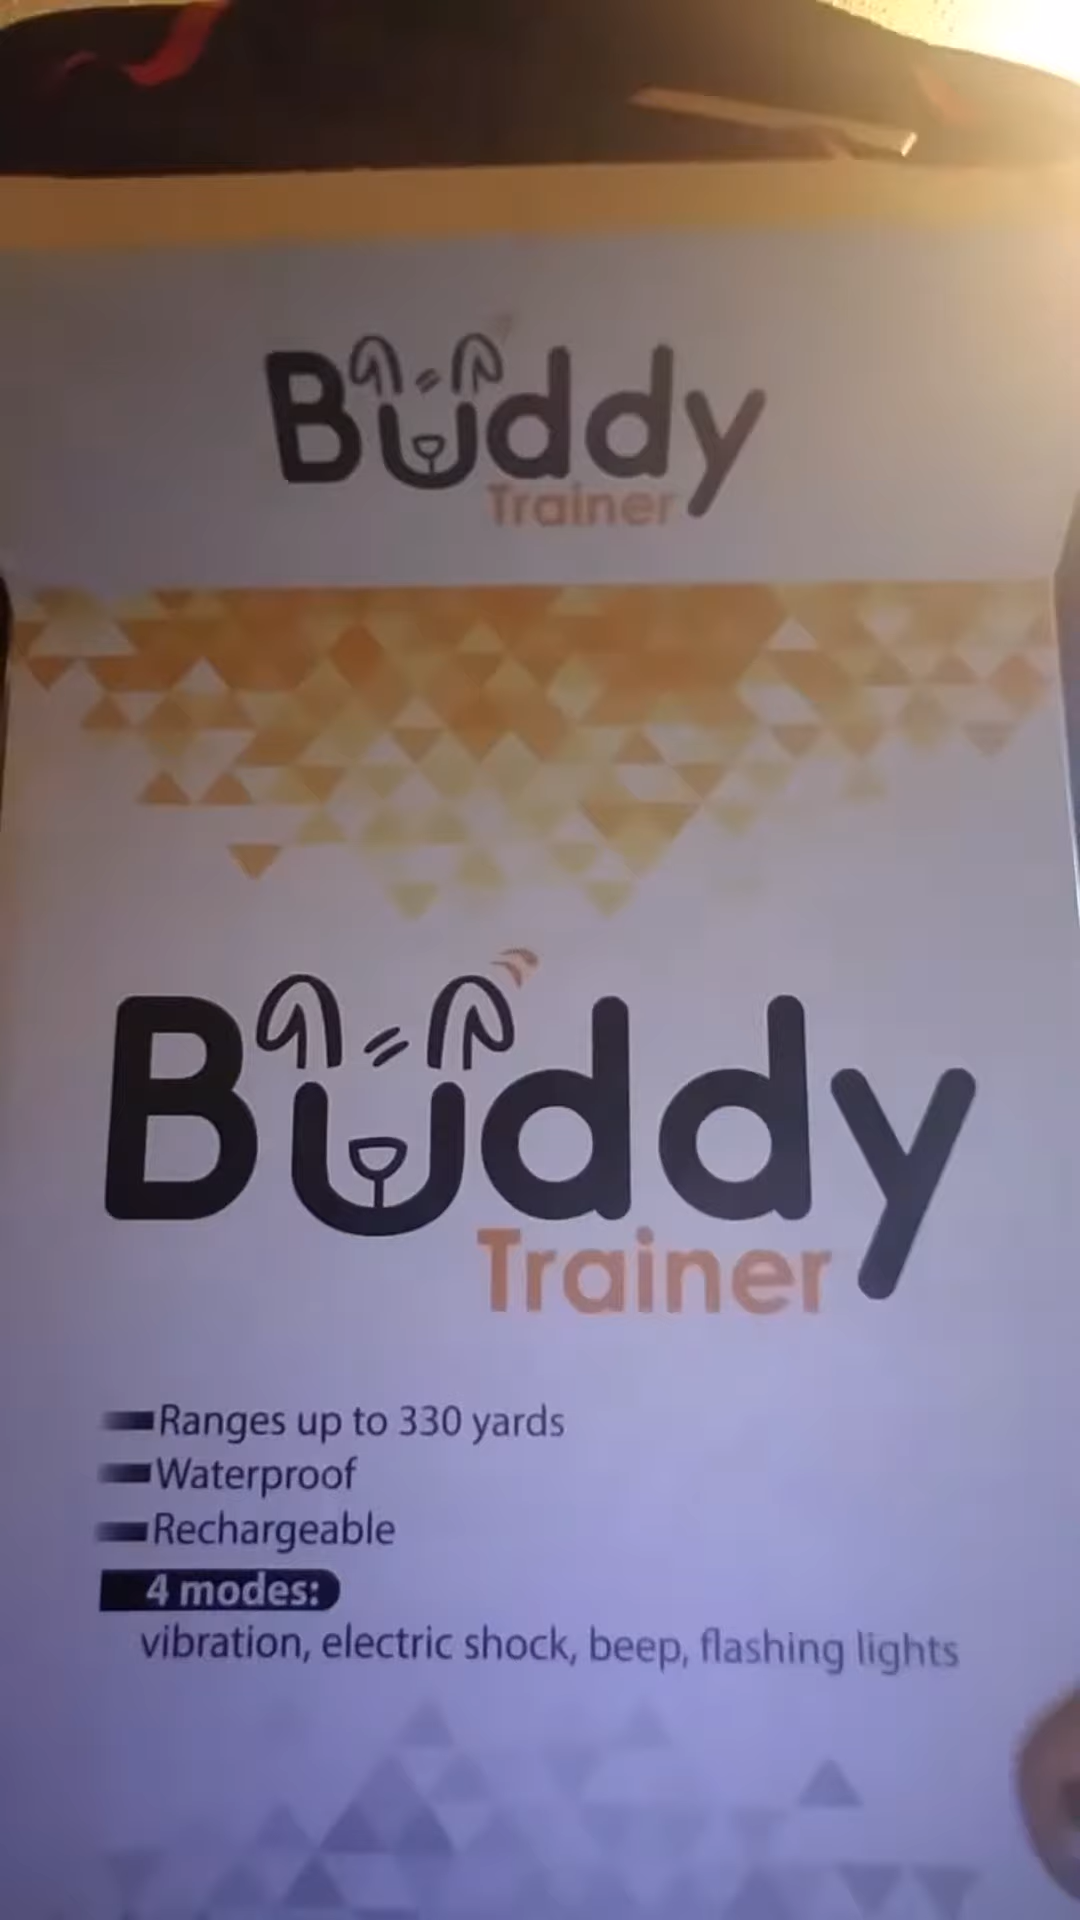 Buddy
Trainer
Buddy
Trainer
Ranges up to 330 yards
Waterproof
Rechargeable
4 modes:
vibration, electric shock, beep, flashing lights